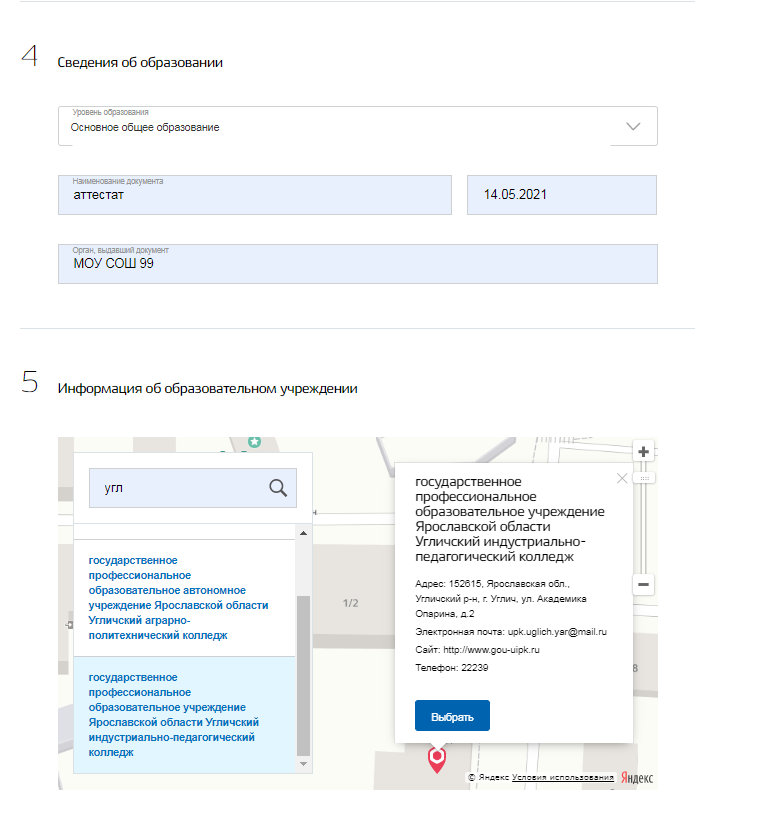 4 Сведения об образовании
Уровень образования
Основное общее образование
Наименование документа
аттестат
14.05.2021
Орган, выдавший документ
МОУ СОШ 99
5 Информация об образовательном учреждении
угл
государственное
профессиональное
образовательное автономное
учреждение Ярославской области
Угличский аграрно-
политехнический колледж
государственное
профессиональное
образовательное учреждение
Ярославской области Угличский
индустриально-педагогический
колледж
1/2
государственное
профессиональное
образовательное учреждение
Ярославской области
Угличский индустриально-
педагогический колледж
Адрес: 152615, Ярославская обл.,
Угличский р-н, г. Углич, ул. Академика
Опарина, д.2
Электронная почта: upk.uglich.yar@mail.ru
Сайт: http://www.gou-uipk.ru
Телефон: 22239
Выбрать
8
© Яндекс Условия использования Яндекс